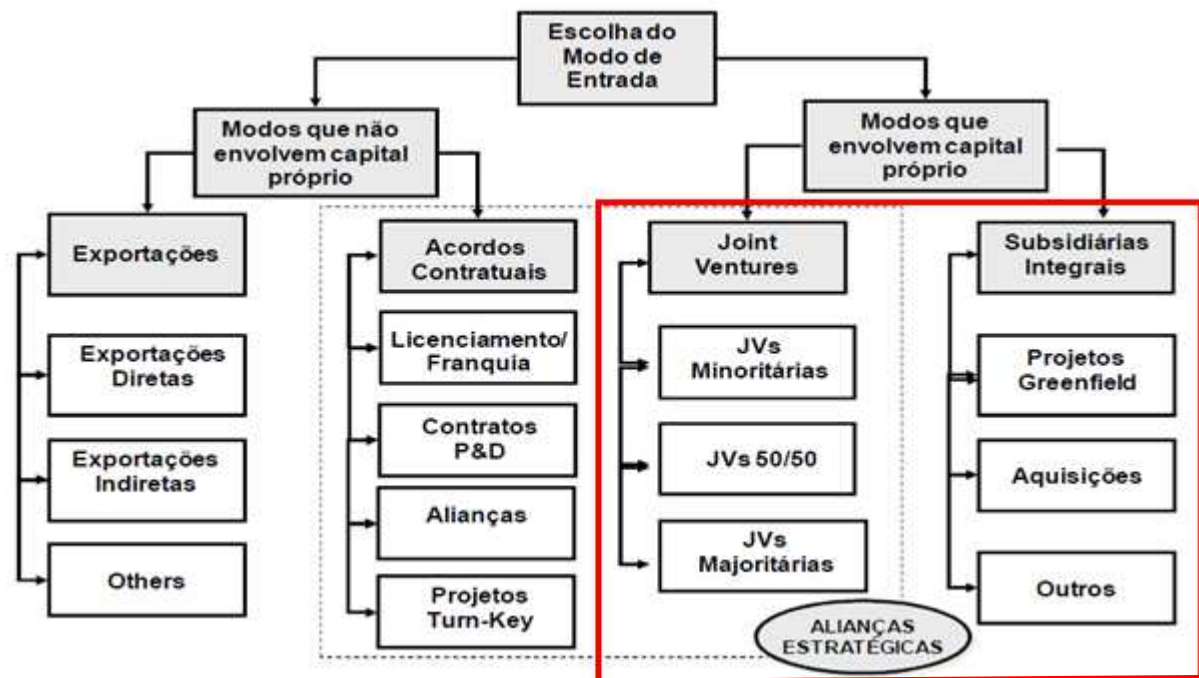 Escolha do
Modo de
Entrada
Modos que não
envolvem capital
próprio
Modos que
envolvem capital
próprio
Exportações
Exportações
Diretas
Exportações
Indiretas
Others
Acordos
Contratuais
Licenciamento/
Franquia
Contratos
P&D
Alianças
Projetos
Turn-Key
Joint
Ventures
JVs
Minoritárias
JVs 50/50
JVs
Majoritárias
Subsidiárias
Integrais
Projetos
Greenfield
Aquisições
Outros
ALIANÇAS
ESTRATÉGICAS